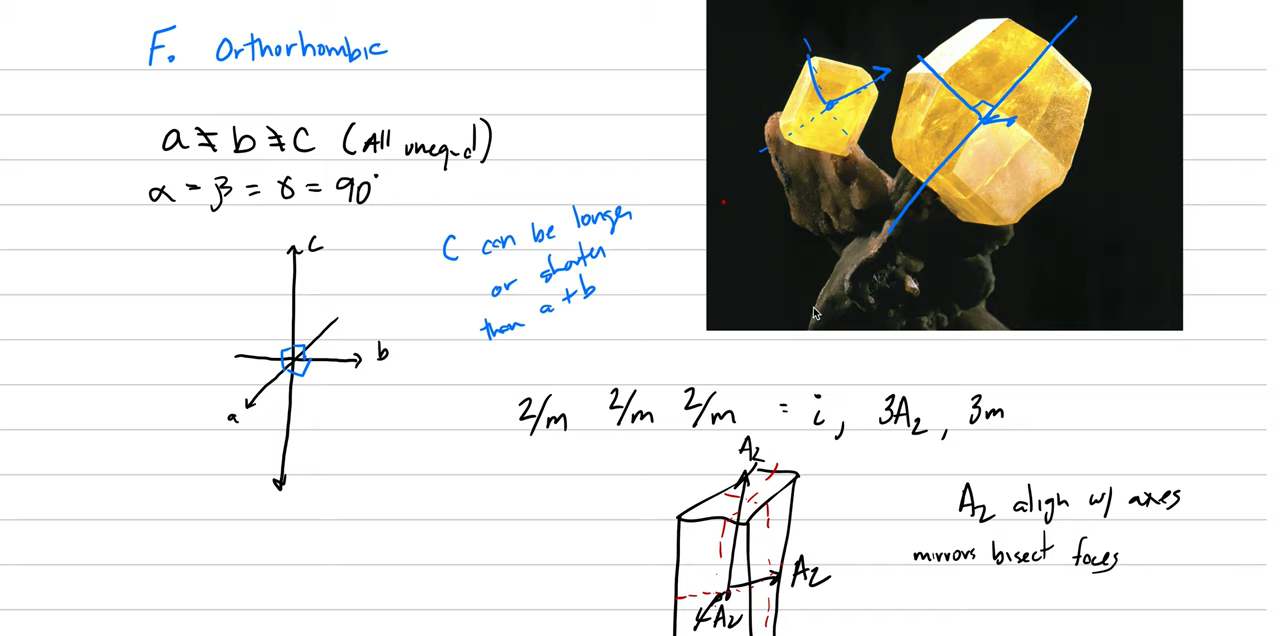 F. Orthorhombic
a ≠ b ≠ c (All unequal)
α = β = γ = 90°
c
b
a
C can be longer
or shorter
than a + b
2/m 2/m 2/m = i, 3A₂, 3m
A₂
A₂
A₂
A₂ align w/ axes
mirrors bisect faces